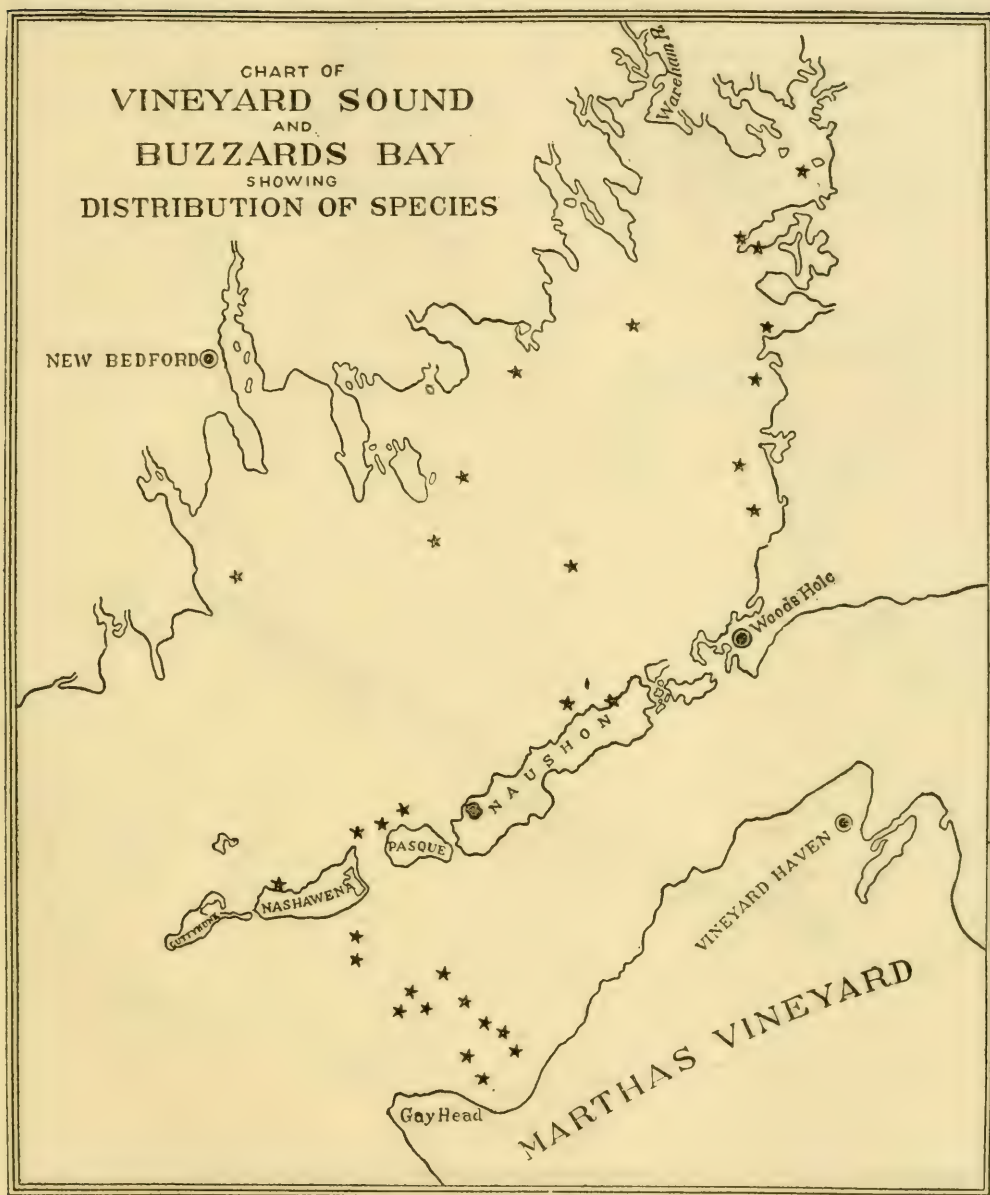 CHART OF
VINEYARD SOUND
AND
BUZZARDS BAY
SHOWING
DISTRIBUTION OF SPECIES
Wareham R.
NEW BEDFORD
Woods Hole
NAUSHON
PASQUE
NASHAWENA
CUTTYHUNK
VINEYARD HAVEN
MARTHAS VINEYARD
Gay Head